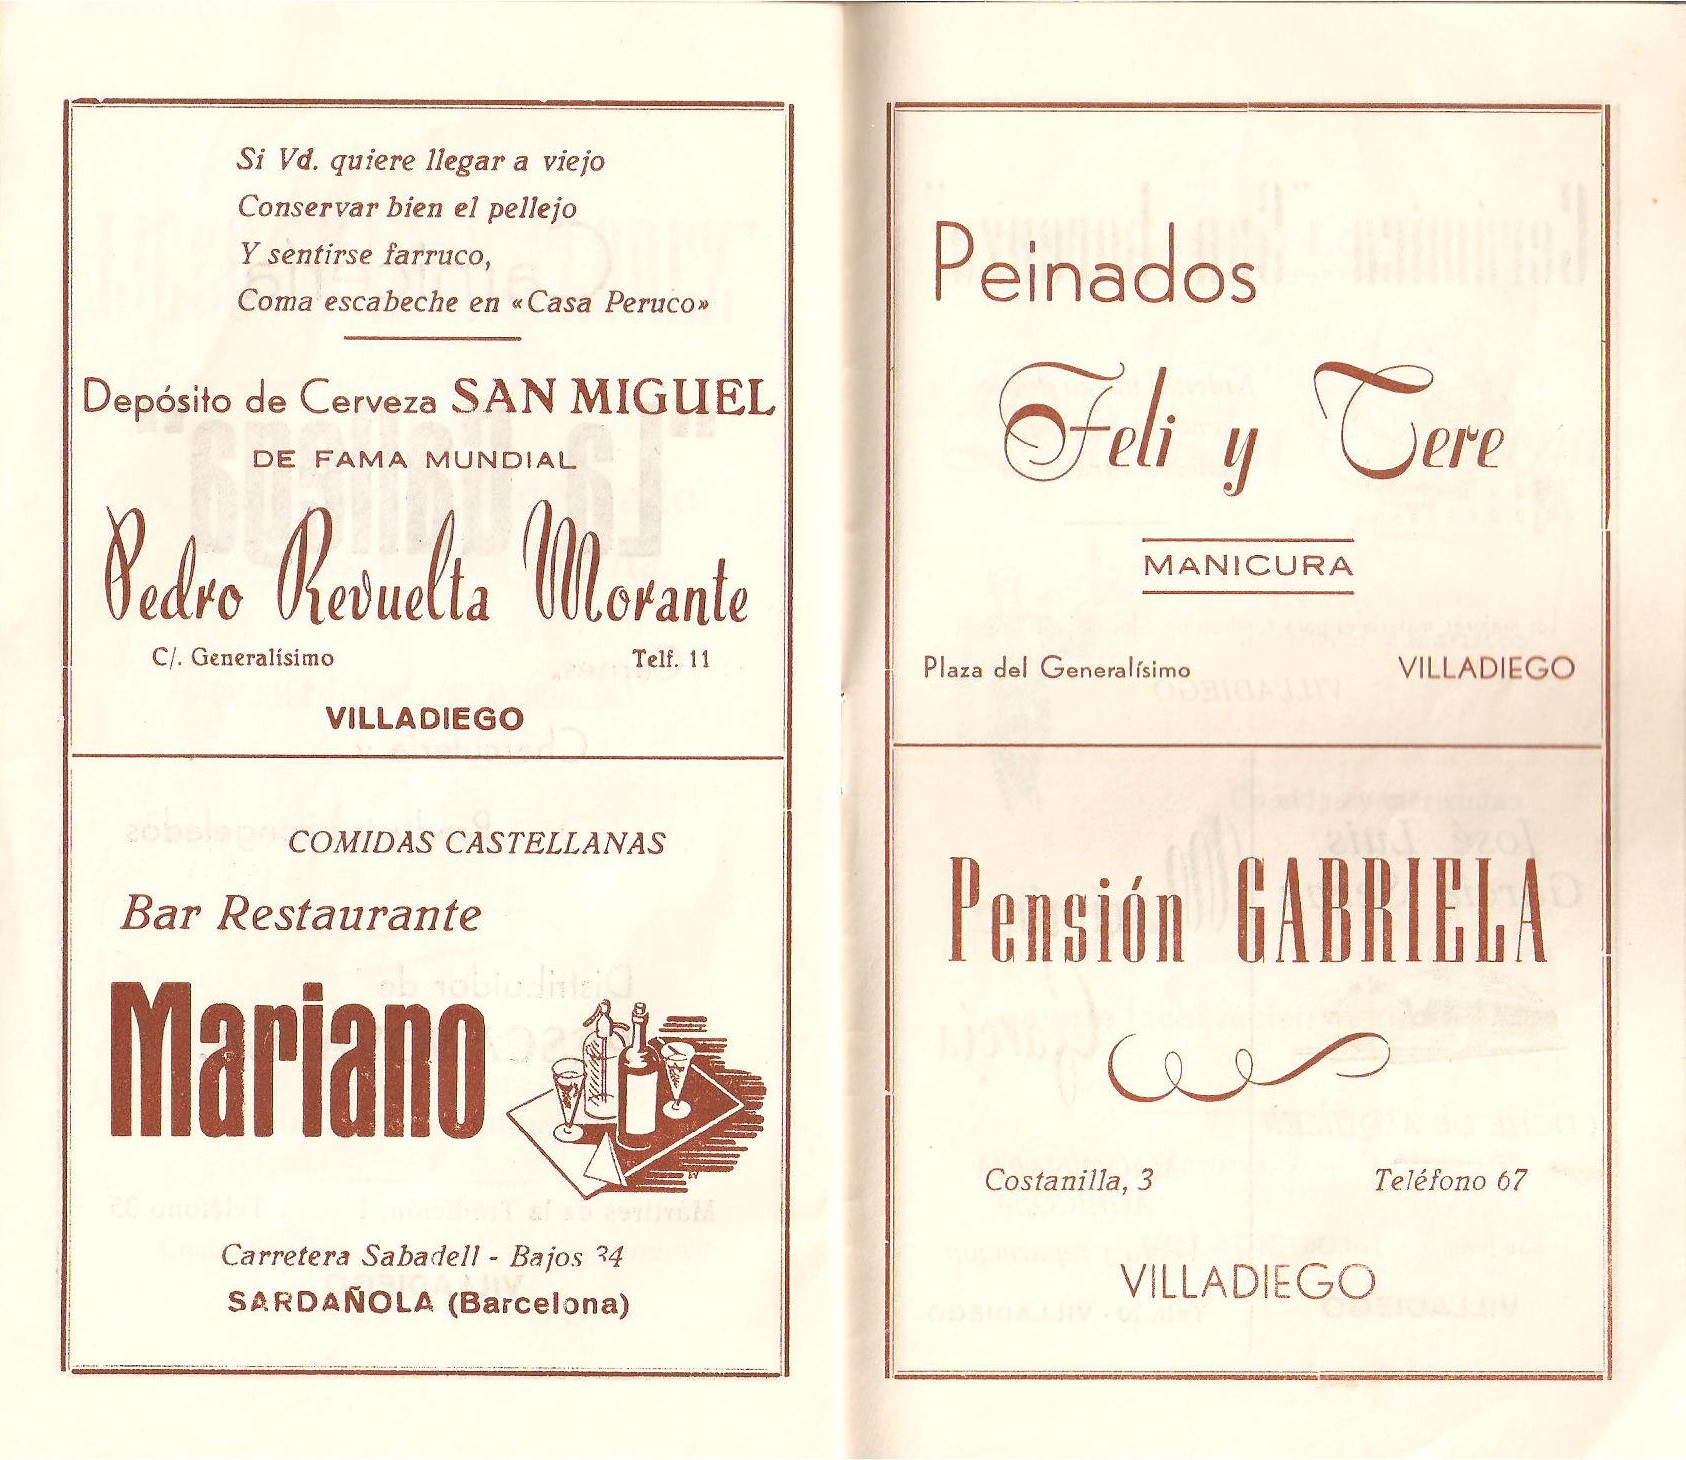 Si Vd. quiere llegar a viejo
Conservar bien el pellejo
Y sentirse farruco,
Coma escabeche en «Casa Peruco»
Depósito de Cerveza SAN MIGUEL
DE FAMA MUNDIAL
Pedro Revuelta Morante
C/. Generalísimo Telf. 11
VILLADIEGO
COMIDAS CASTELLANAS
Bar Restaurante
Mariano
Carretera Sabadell - Bajos 34
SARDAÑOLA (Barcelona)
Peinados
Feli y Tere
MANICURA
Plaza del Generalísimo VILLADIEGO
Pensión GABRIELA
Costanilla, 3 Teléfono 67
VILLADIEGO